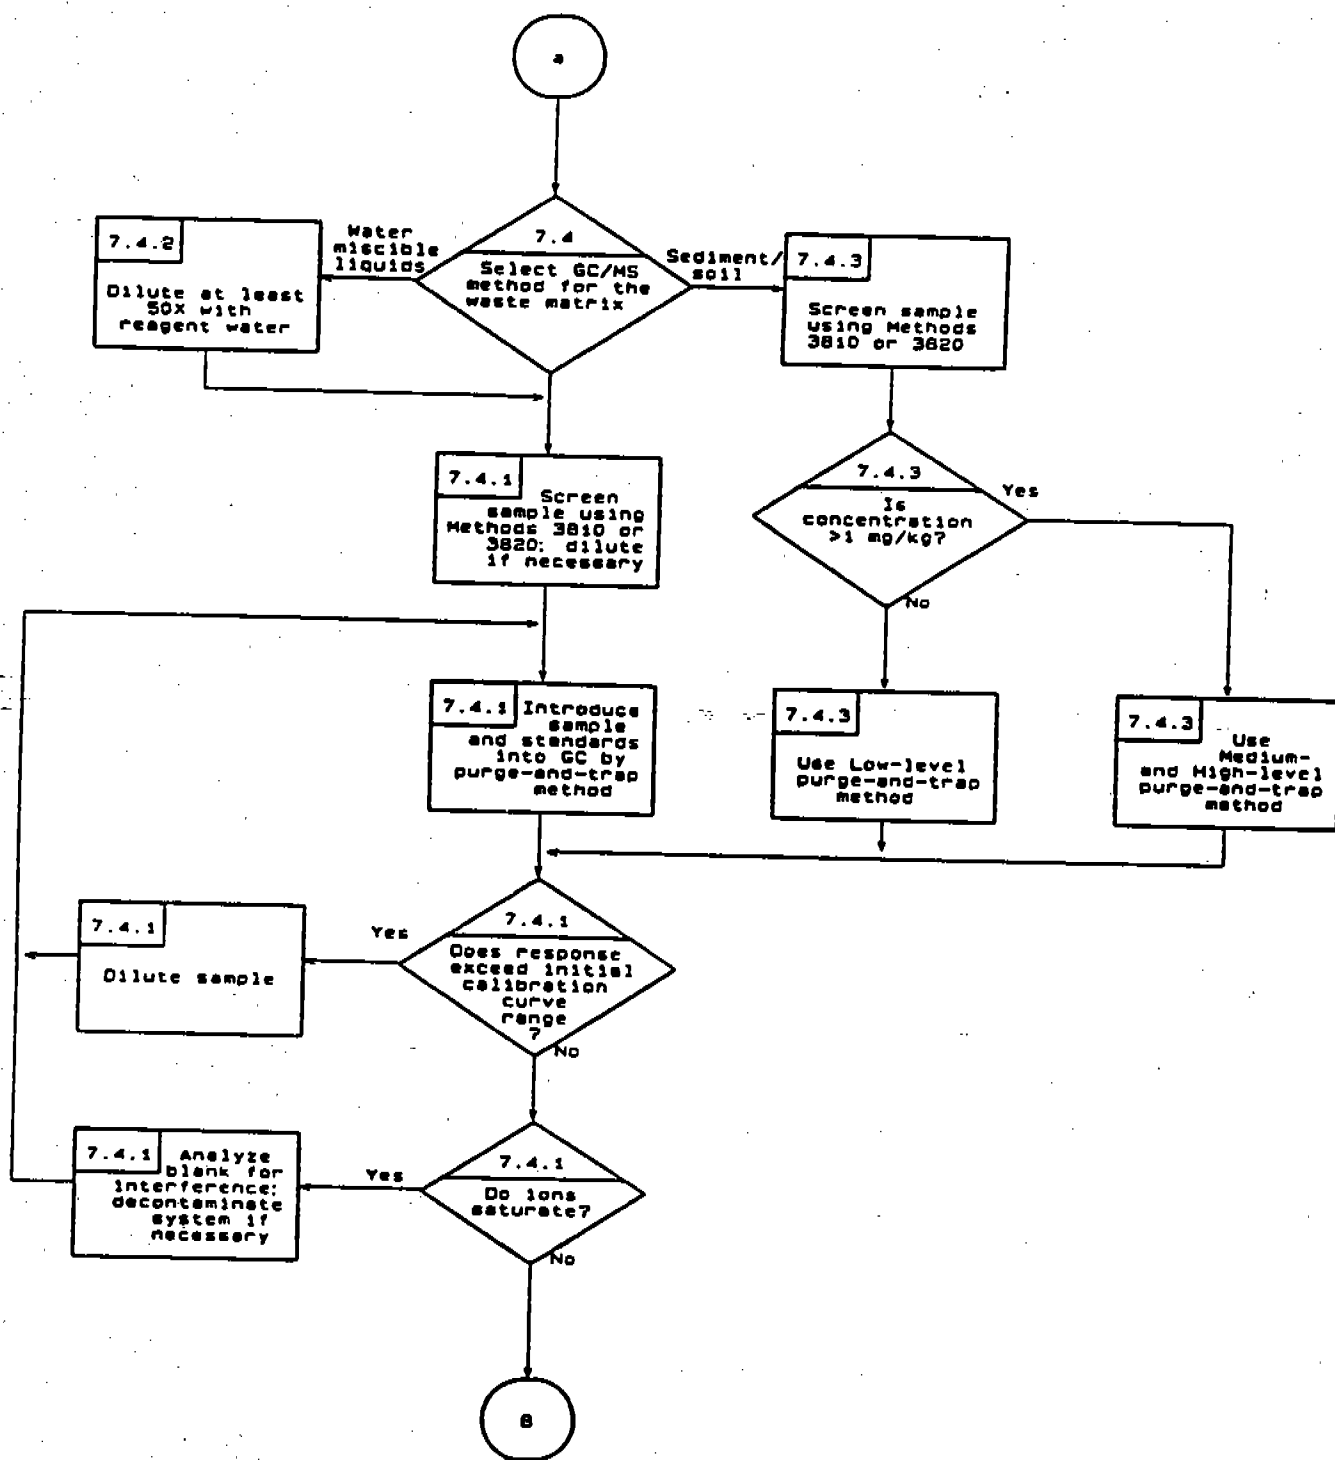 a
7.4
Select GC/MS
method for the
waste matrix
Water
miscible
liquids
7.4.2
Dilute at least
50X with
reagent water
Sediment/
soil
7.4.3
Screen sample
using Methods
3810 or 3820
7.4.1
Screen
sample using
Methods 3810 or
3820; dilute
if necessary
7.4.3
Is
concentration
>1 mg/kg?
Yes
No
7.4.1
Introduce
sample
and standards
into GC by
purge-and-trap
method
7.4.3
Use Low-level
purge-and-trap
method
7.4.3
Use
Medium-
and High-level
purge-and-trap
method
7.4.1
Does response
exceed initial
calibration
curve
range
?
Yes
No
7.4.1
Dilute sample
7.4.1
Do ions
saturate?
Yes
No
7.4.1
Analyze
blank for
interference;
decontaminate
system if
necessary
B